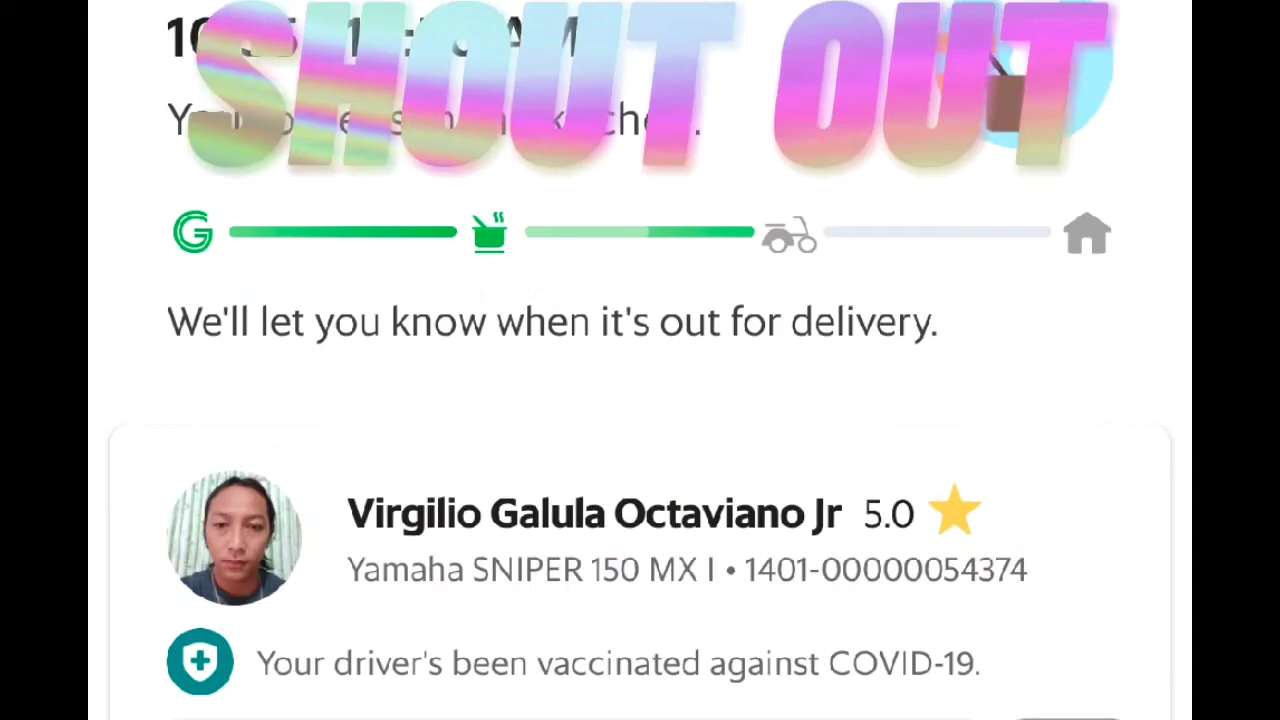 SHOUT OUT
We'll let you know when it's out for delivery.
Virgilio Galula Octaviano Jr 5.0
Yamaha SNIPER 150 MX I • 1401-00000054374
Your driver's been vaccinated against COVID-19.